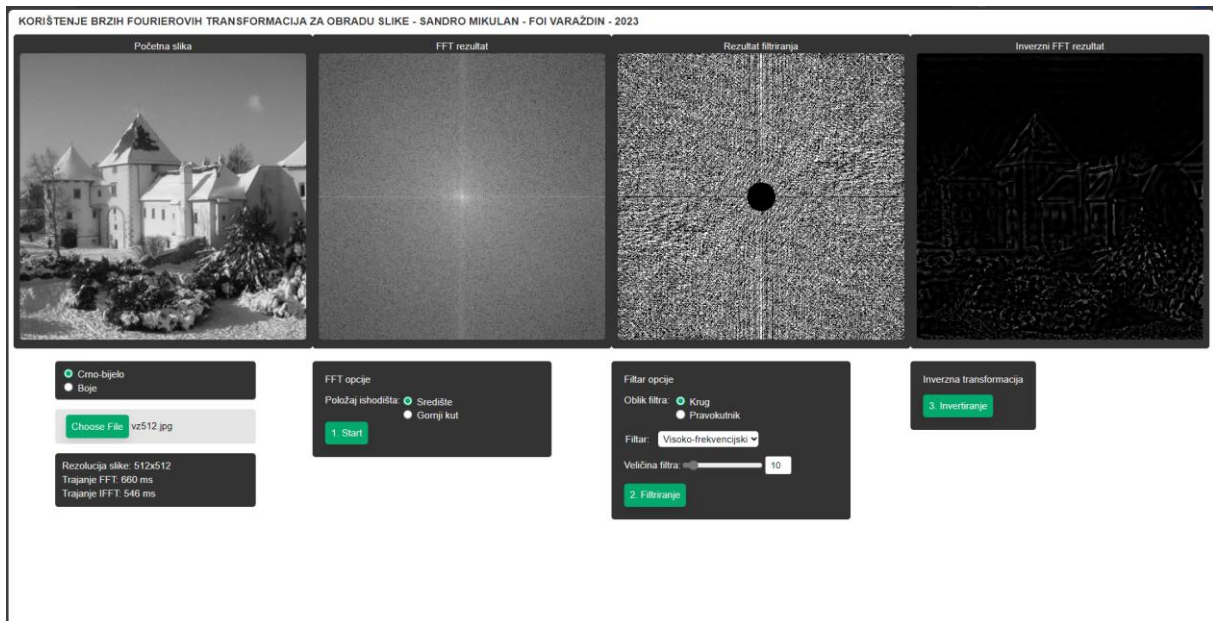 KORIŠTENJE BRZIH FOURIEROVIH TRANSFORMACIJA ZA OBRADU SLIKE - SANDRO MIKULAN - FOI VARAŽDIN - 2023
Početna slika
FFT rezultat
Rezultat filtriranja
Inverzni FFT rezultat
Crno-bijelo
Boje
Choose File vz512.jpg
Rezolucija slike: 512x512
Trajanje FFT: 660 ms
Trajanje IFFT: 546 ms
FFT opcije
Položaj ishodišta: Središte
Gornji kut
1. Start
Filtar opcije
Oblik filtra: Krug
Pravokutnik
Filtar: Visoko-frekvencijski
Veličina filtra: 10
2. Filtriranje
Inverzna transformacija
3. Invertiranje